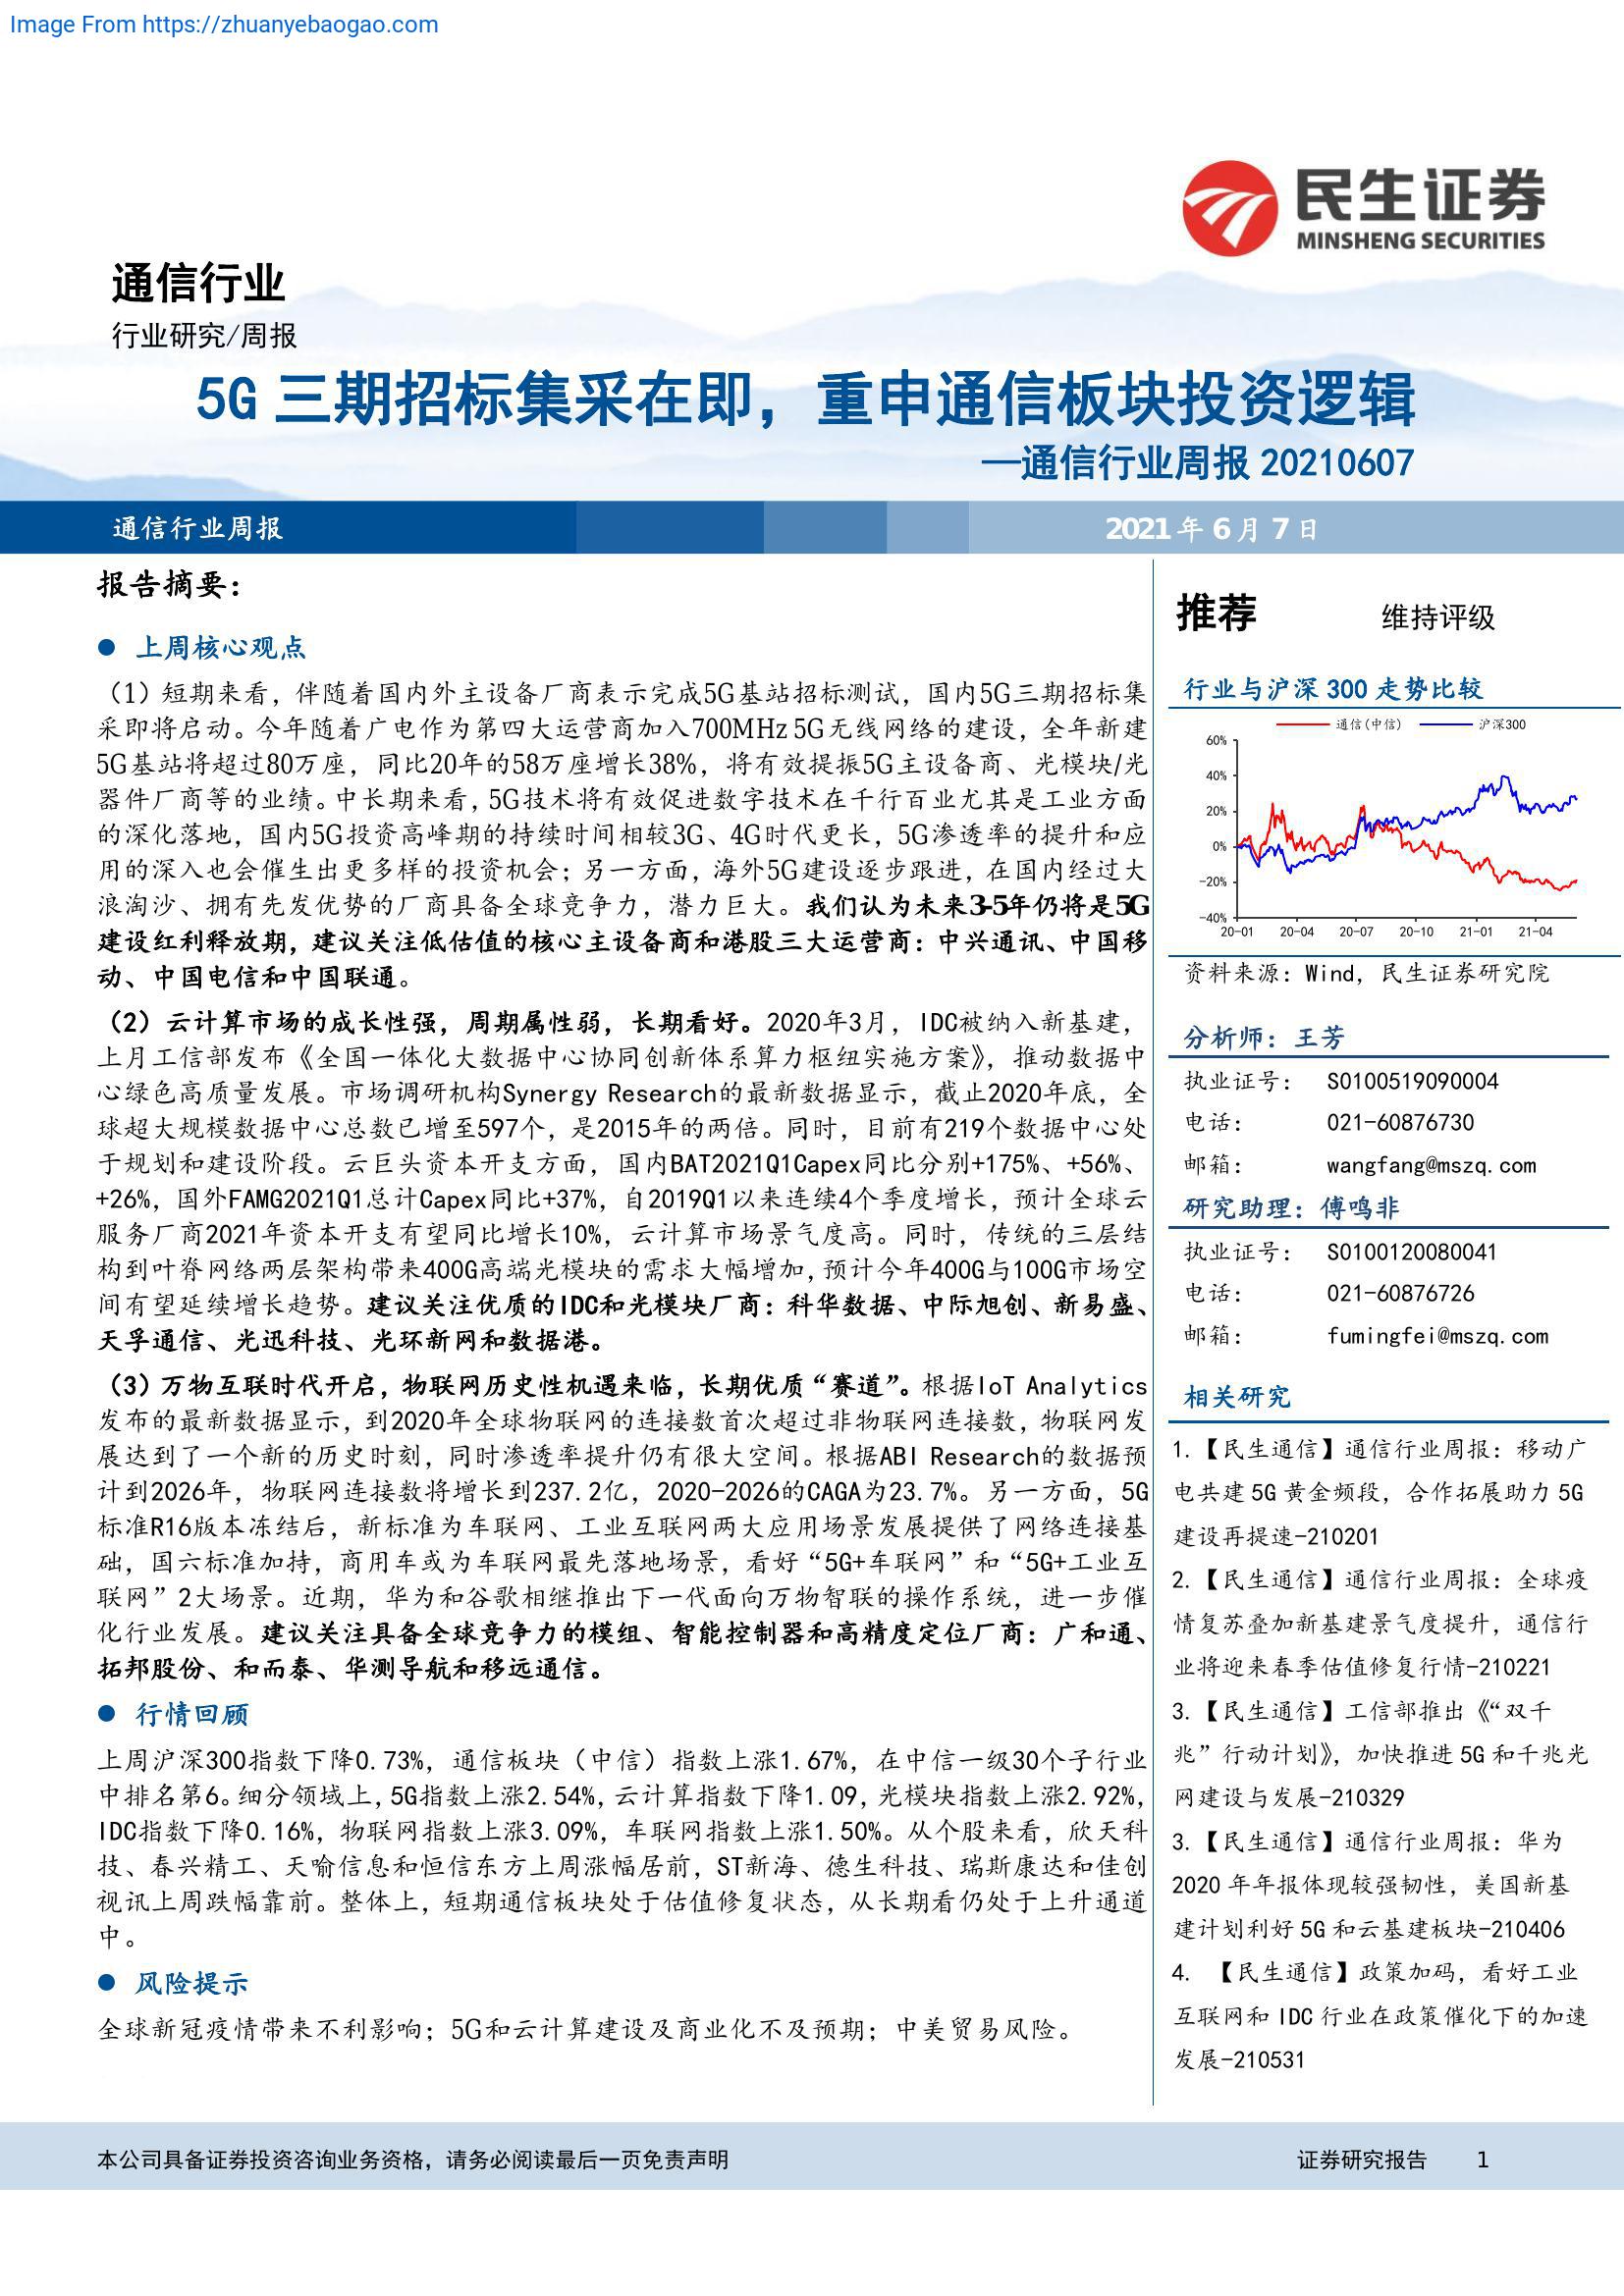 Image From https://zhuanyebaogao.com
民生证券
MINSHENG SECURITIES
通信行业
行业研究/周报
5G 三期招标集采在即，重申通信板块投资逻辑
—通信行业周报 20210607
通信行业周报
2021 年 6 月 7 日
报告摘要：
● 上周核心观点
（1）短期来看，伴随着国内外主设备厂商表示完成5G基站招标测试，国内5G三期招标集
采即将启动。今年随着广电作为第四大运营商加入700MHz 5G无线网络的建设，全年新建
5G基站将超过80万座，同比20年的58万座增长38%，将有效提振5G主设备商、光模块/光
器件厂商等的业绩。中长期来看，5G技术将有效促进数字技术在千行百业尤其是工业方面
的深化落地，国内5G投资高峰期的持续时间相较3G、4G时代更长，5G渗透率的提升和应
用的深入也会催生出更多样的投资机会；另一方面，海外5G建设逐步跟进，在国内经过大
浪淘沙、拥有先发优势的厂商具备全球竞争力，潜力巨大。我们认为未来3-5年仍将是5G
建设红利释放期，建议关注低估值的核心主设备商和港股三大运营商：中兴通讯、中国移
动、中国电信和中国联通。
（2）云计算市场的成长性强，周期属性弱，长期看好。2020年3月，IDC被纳入新基建，
上月工信部发布《全国一体化大数据中心协同创新体系算力枢纽实施方案》，推动数据中
心绿色高质量发展。市场调研机构Synergy Research的最新数据显示，截止2020年底，全
球超大规模数据中心总数已增至597个，是2015年的两倍。同时，目前有219个数据中心处
于规划和建设阶段。云巨头资本开支方面，国内BAT2021Q1Capex同比分别+175%、+56%、
+26%，国外FAMG2021Q1总计Capex同比+37%，自2019Q1以来连续4个季度增长，预计全球云
服务厂商2021年资本开支有望同比增长10%，云计算市场景气度高。同时，传统的三层结
构到叶脊网络两层架构带来400G高端光模块的需求大幅增加，预计今年400G与100G市场空
间有望延续增长趋势。建议关注优质的IDC和光模块厂商：科华数据、中际旭创、新易盛、
天孚通信、光迅科技、光环新网和数据港。
（3）万物互联时代开启，物联网历史性机遇来临，长期优质“赛道”。根据IoT Analytics
发布的最新数据显示，到2020年全球物联网的连接数首次超过非物联网连接数，物联网发
展达到了一个新的历史时刻，同时渗透率提升仍有很大空间。根据ABI Research的数据预
计到2026年，物联网连接数将增长到237.2亿，2020-2026的CAGA为23.7%。另一方面，5G
标准R16版本冻结后，新标准为车联网、工业互联网两大应用场景发展提供了网络连接基
础，国六标准加持，商用车或为车联网最先落地场景，看好“5G+车联网”和“5G+工业互
联网”2大场景。近期，华为和谷歌相继推出下一代面向万物智联的操作系统，进一步催
化行业发展。建议关注具备全球竞争力的模组、智能控制器和高精度定位厂商：广和通、
拓邦股份、和而泰、华测导航和移远通信。
● 行情回顾
上周沪深300指数下降0.73%，通信板块（中信）指数上涨1.67%，在中信一级30个子行业
中排名第6。细分领域上，5G指数上涨2.54%，云计算指数下降1.09，光模块指数上涨2.92%，
IDC指数下降0.16%，物联网指数上涨3.09%，车联网指数上涨1.50%。从个股来看，欣天科
技、春兴精工、天喻信息和恒信东方上周涨幅居前，ST新海、德生科技、瑞斯康达和佳创
视讯上周跌幅靠前。整体上，短期通信板块处于估值修复状态，从长期看仍处于上升通道
中。
● 风险提示
全球新冠疫情带来不利影响；5G和云计算建设及商业化不及预期；中美贸易风险。
推荐 维持评级
行业与沪深 300 走势比较
通信(中信) 沪深300
60%
40%
20%
0%
-20%
-40%
20-01 20-04 20-07 20-10 21-01 21-04
资料来源：Wind，民生证券研究院
分析师：王芳
执业证号： S0100519090004
电话： 021-60876730
邮箱： wangfang@mszq.com
研究助理：傅鸣非
执业证号： S0100120080041
电话： 021-60876726
邮箱： fumingfei@mszq.com
相关研究
1.【民生通信】通信行业周报：移动广
电共建 5G 黄金频段，合作拓展助力 5G
建设再提速-210201
2.【民生通信】通信行业周报：全球疫
情复苏叠加新基建景气度提升，通信行
业将迎来春季估值修复行情-210221
3.【民生通信】工信部推出《“双千
兆”行动计划》，加快推进 5G 和千兆光
网建设与发展-210329
3.【民生通信】通信行业周报：华为
2020 年年报体现较强韧性，美国新基
建计划利好 5G 和云基建板块-210406
4. 【民生通信】政策加码，看好工业
互联网和 IDC 行业在政策催化下的加速
发展-210531
本公司具备证券投资咨询业务资格，请务必阅读最后一页免责声明
证券研究报告 1